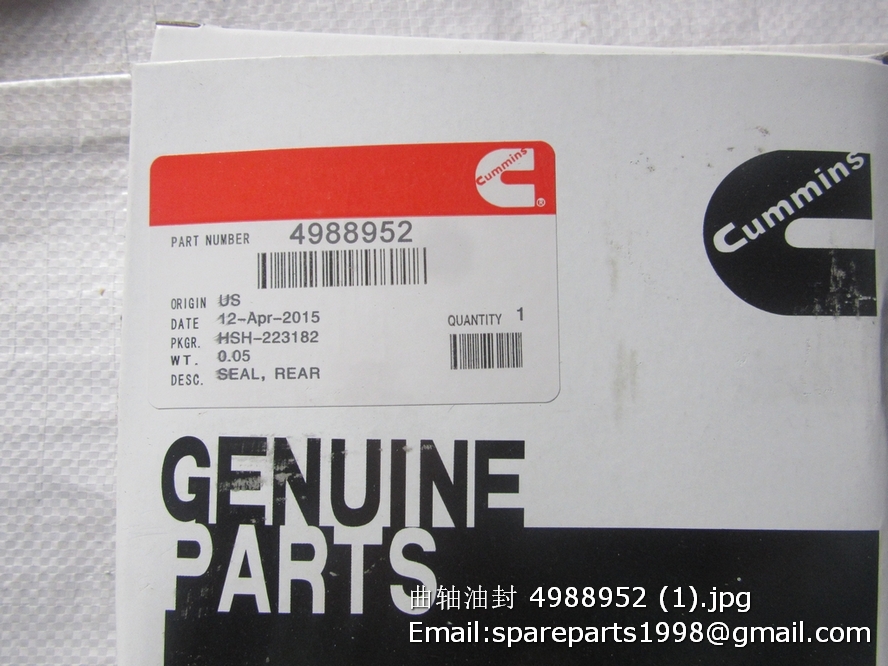 Cummins
PART NUMBER 4988952
Cummins
ORIGIN US
DATE 12-Apr-2015
QUANTITY 1
PKGR. HSH-223182
WT. 0.05
DESC. SEAL, REAR
GENUINE
PARTS
曲轴油封 4988952 (1).jpg
Email:spareparts1998@gmail.com